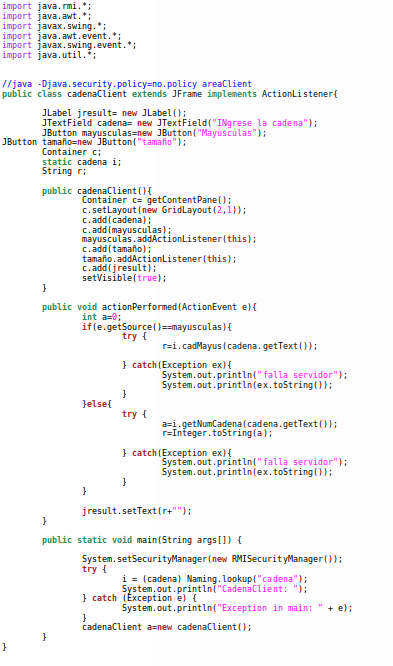 import java.rmi.*;
import java.awt.*;
import javax.swing.*;
import java.awt.event.*;
import javax.swing.event.*;
import java.util.*;
//java -Djava.security.policy=no.policy areaClient
public class cadenaClient extends JFrame implements ActionListener{
JLabel jresult= new JLabel();
JTextField cadena= new JTextField("INgrese la cadena");
JButton mayusculas=new JButton("Mayusculas");
JButton tamaño=new JButton("tamaño");
Container c;
static cadena i;
String r;
public cadenaClient(){
Container c= getContentPane();
c.setLayout(new GridLayout(2,1));
c.add(cadena);
c.add(mayusculas);
mayusculas.addActionListener(this);
c.add(tamaño);
tamaño.addActionListener(this);
c.add(jresult);
setVisible(true);
}
public void actionPerformed(ActionEvent e){
int a=0;
if(e.getSource()==mayusculas){
try {
r=i.cadMayus(cadena.getText());
} catch(Exception ex){
System.out.println("falla servidor");
System.out.println(ex.toString());
}
}else{
try {
a=i.getNumCadena(cadena.getText());
r=Integer.toString(a);
} catch(Exception ex){
System.out.println("falla servidor");
System.out.println(ex.toString());
}
}
jresult.setText(r+"");
}
public static void main(String args[]) {
System.setSecurityManager(new RMISecurityManager());
try {
i = (cadena) Naming.lookup("cadena");
System.out.println("CadenaClient: ");
} catch (Exception e) {
System.out.println("Exception in main: " + e);
}
cadenaClient a=new cadenaClient();
}
}